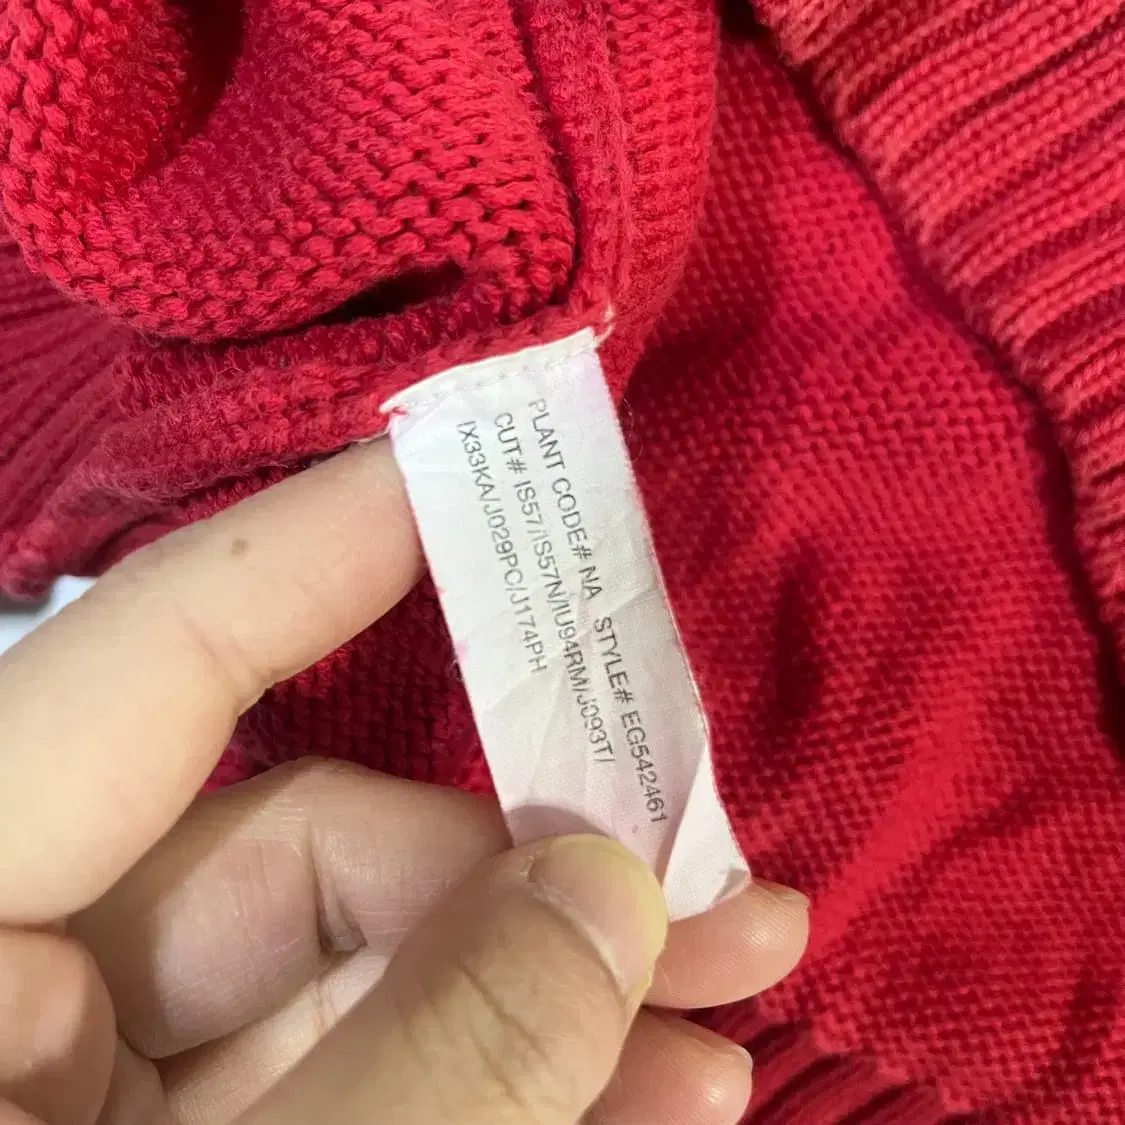 PLANT CODE# NA STYLE# EG542461
CUT# IS57/IS57N/IU94RM/J093T/
IX33KA/J029PC/J174PH